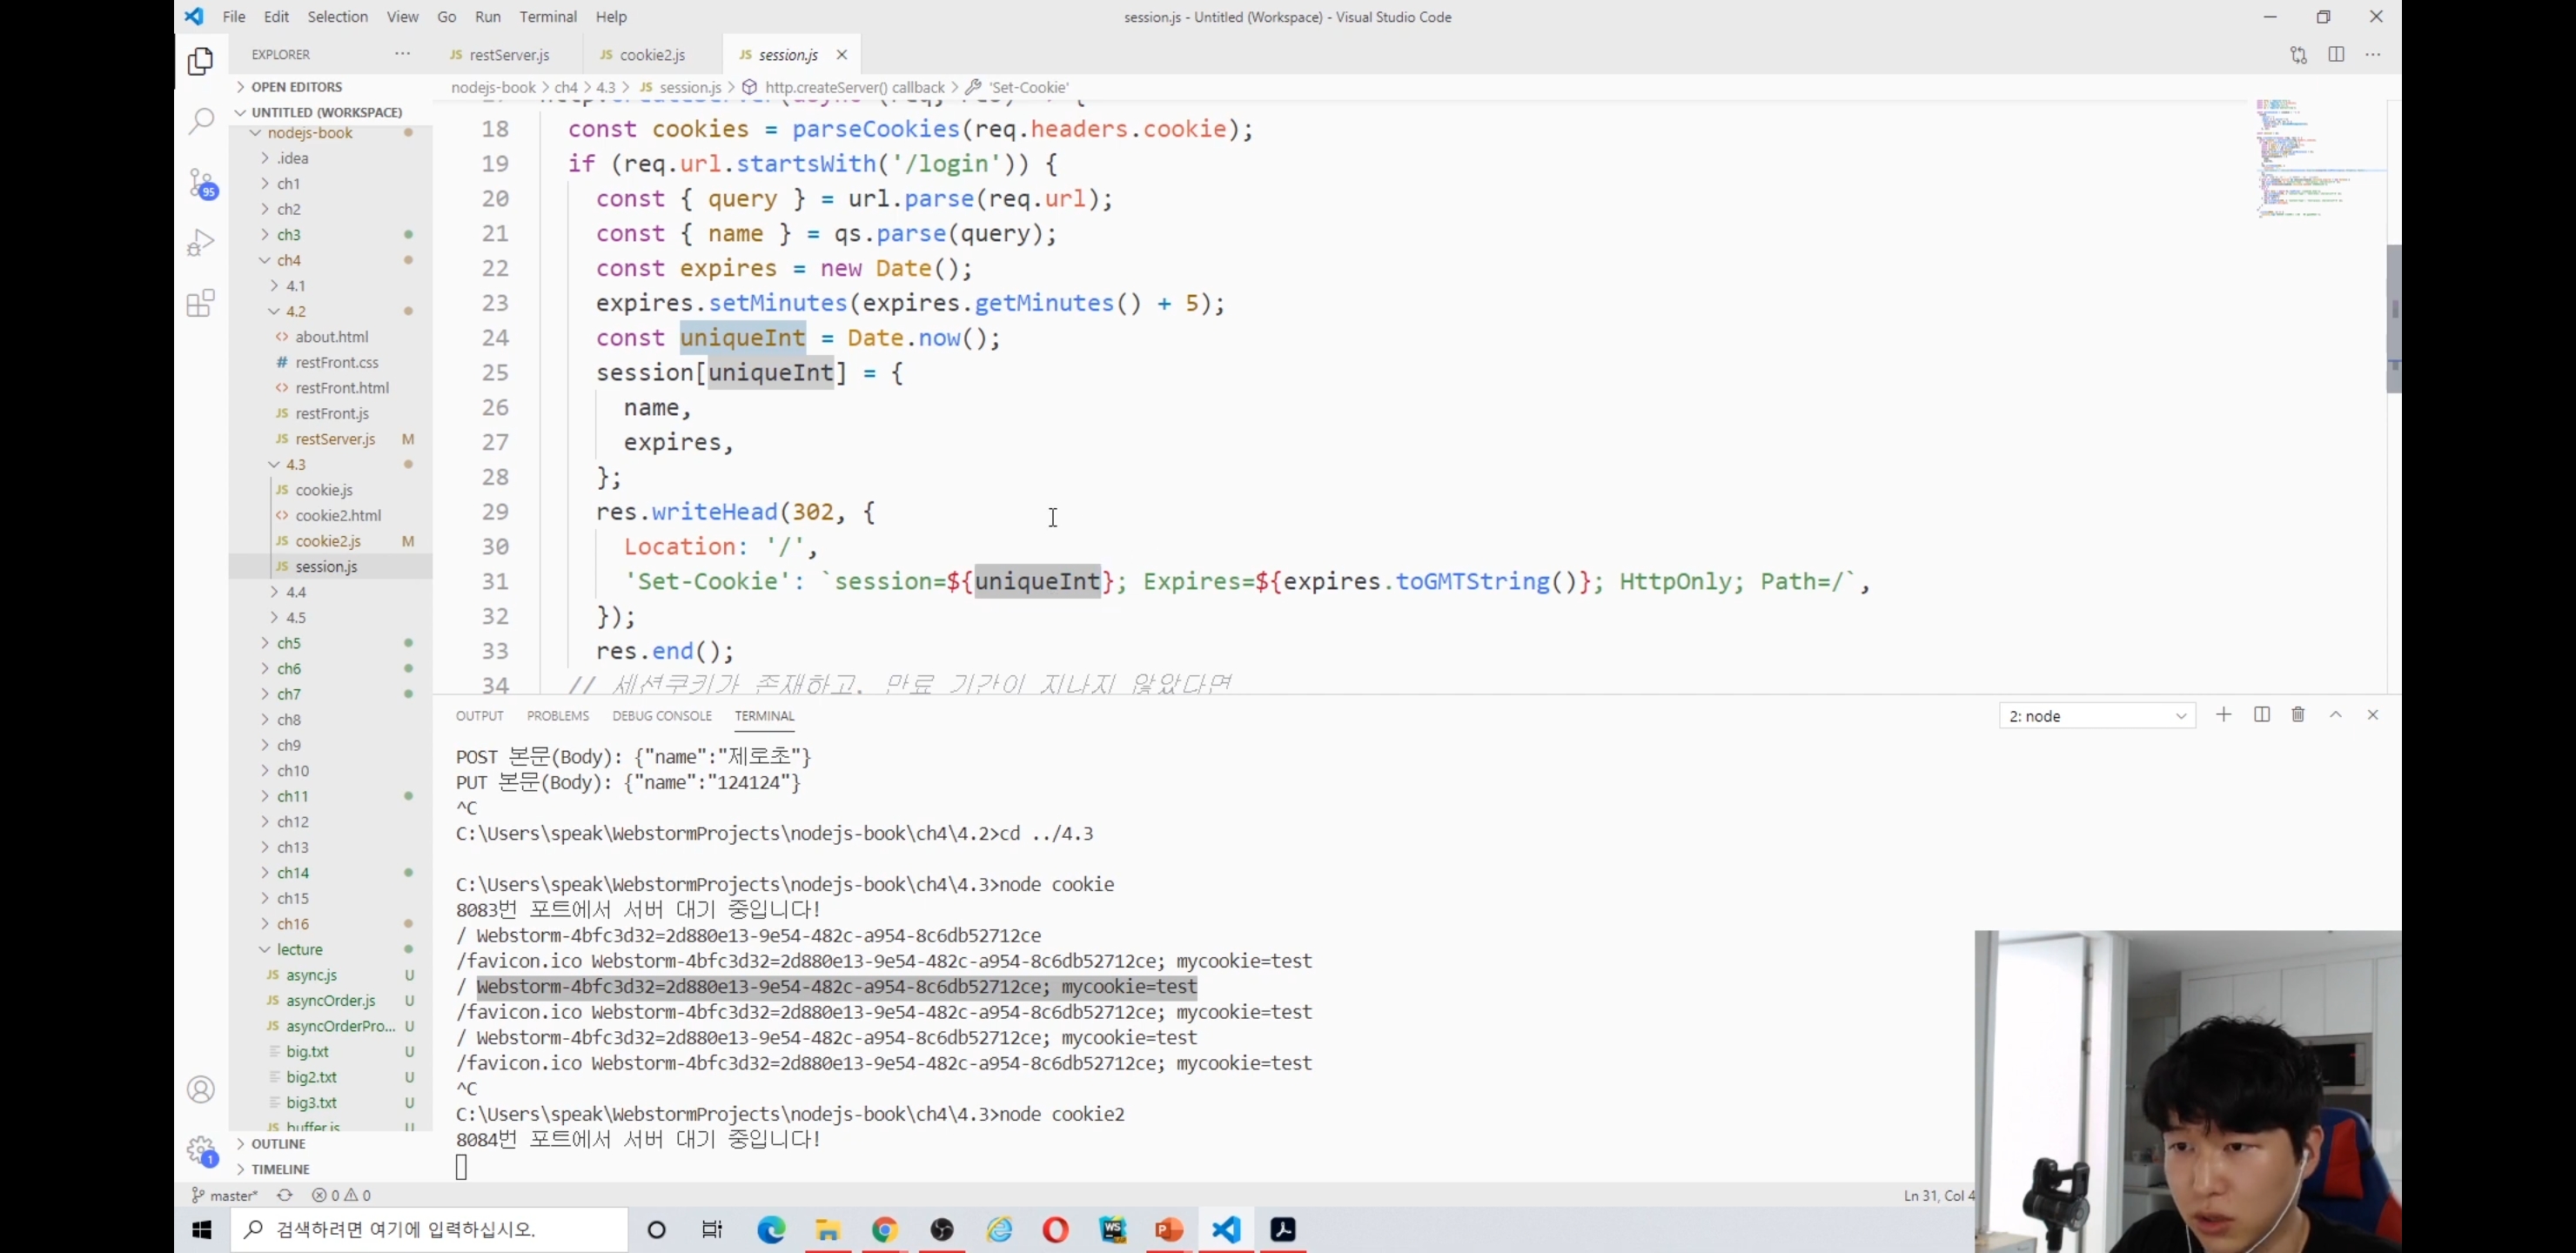 File Edit Selection View Go Run Terminal Help
session.js - Untitled (Workspace) - Visual Studio Code
EXPLORER
restServer.js
cookie2.js
session.js
OPEN EDITORS
UNTITLED (WORKSPACE)
nodejs-book
.idea
ch1
ch2
ch3
ch4
4.1
4.2
about.html
restFront.css
restFront.html
restFront.js
restServer.js M
4.3
cookie.js
cookie2.html
cookie2.js M
session.js
4.4
4.5
ch5
ch6
ch7
ch8
ch9
ch10
ch11
ch12
ch13
ch14
ch15
ch16
lecture
async.js U
asyncOrder.js U
asyncOrderPro... U
big.txt U
big2.txt U
big3.txt U
buffer.js U
OUTLINE
TIMELINE
95
1
nodejs-book > ch4 > 4.3 > JS session.js > http.createServer() callback > 'Set-Cookie'
18 const cookies = parseCookies(req.headers.cookie);
19 if (req.url.startsWith('/login')) {
20 const { query } = url.parse(req.url);
21 const { name } = qs.parse(query);
22 const expires = new Date();
23 expires.setMinutes(expires.getMinutes() + 5);
24 const uniqueInt = Date.now();
25 session[uniqueInt] = {
26 name,
27 expires,
28 };
29 res.writeHead(302, {
30 Location: '/',
31 'Set-Cookie': `session=${uniqueInt}; Expires=${expires.toGMTString()}; HttpOnly; Path=/`,
32 });
33 res.end();
34 // 세션쿠키가 존재하고, 만료 기간이 지나지 않았다면
OUTPUT PROBLEMS DEBUG CONSOLE TERMINAL
2: node
POST 본문(Body): {"name":"제로초"}
PUT 본문(Body): {"name":"124124"}
^C
C:\Users\speak\WebstormProjects\nodejs-book\ch4\4.2>cd ../4.3
C:\Users\speak\WebstormProjects\nodejs-book\ch4\4.3>node cookie
8083번 포트에서 서버 대기 중입니다!
/ Webstorm-4bfc3d32=2d880e13-9e54-482c-a954-8c6db52712ce
/favicon.ico Webstorm-4bfc3d32=2d880e13-9e54-482c-a954-8c6db52712ce; mycookie=test
/ Webstorm-4bfc3d32=2d880e13-9e54-482c-a954-8c6db52712ce; mycookie=test
/favicon.ico Webstorm-4bfc3d32=2d880e13-9e54-482c-a954-8c6db52712ce; mycookie=test
/ Webstorm-4bfc3d32=2d880e13-9e54-482c-a954-8c6db52712ce; mycookie=test
/favicon.ico Webstorm-4bfc3d32=2d880e13-9e54-482c-a954-8c6db52712ce; mycookie=test
^C
C:\Users\speak\WebstormProjects\nodejs-book\ch4\4.3>node cookie2
8084번 포트에서 서버 대기 중입니다!
master* 0 0
Ln 31, Col 4
검색하려면 여기에 입력하십시오.